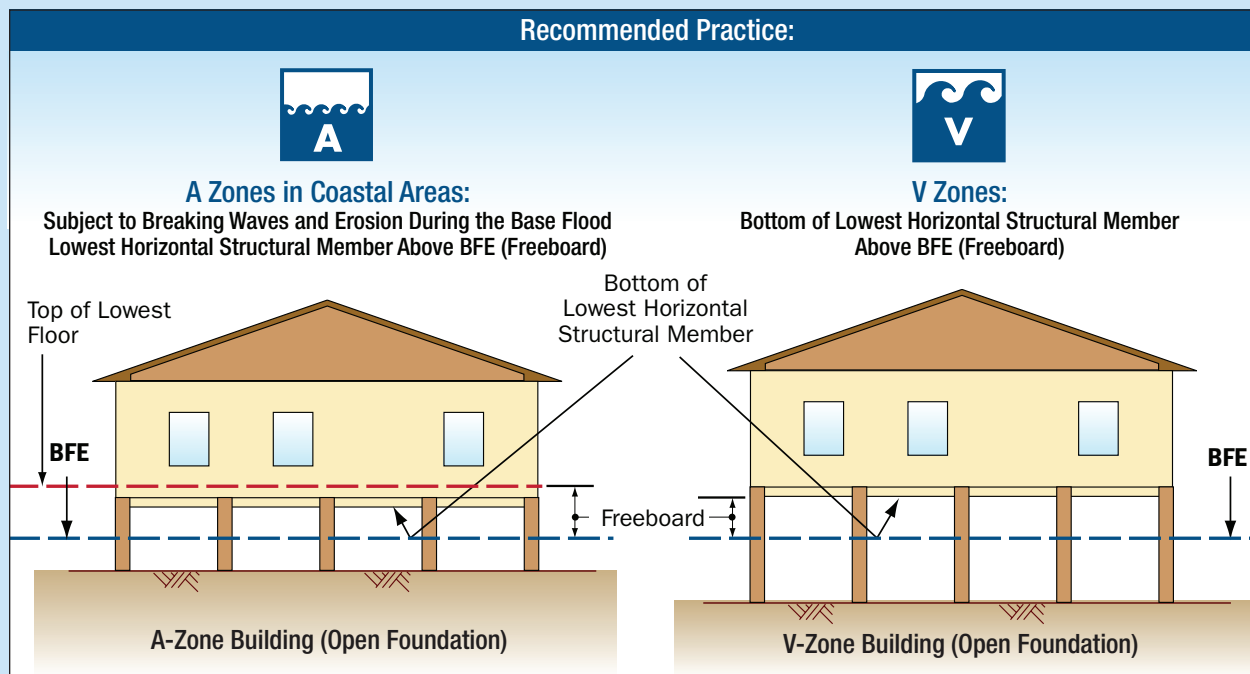 Recommended Practice:
A
V
A Zones in Coastal Areas:
Subject to Breaking Waves and Erosion During the Base Flood
Lowest Horizontal Structural Member Above BFE (Freeboard)
V Zones:
Bottom of Lowest Horizontal Structural Member
Above BFE (Freeboard)
Top of Lowest
Floor
Bottom of
Lowest Horizontal
Structural Member
BFE
BFE
Freeboard
A-Zone Building (Open Foundation)
V-Zone Building (Open Foundation)